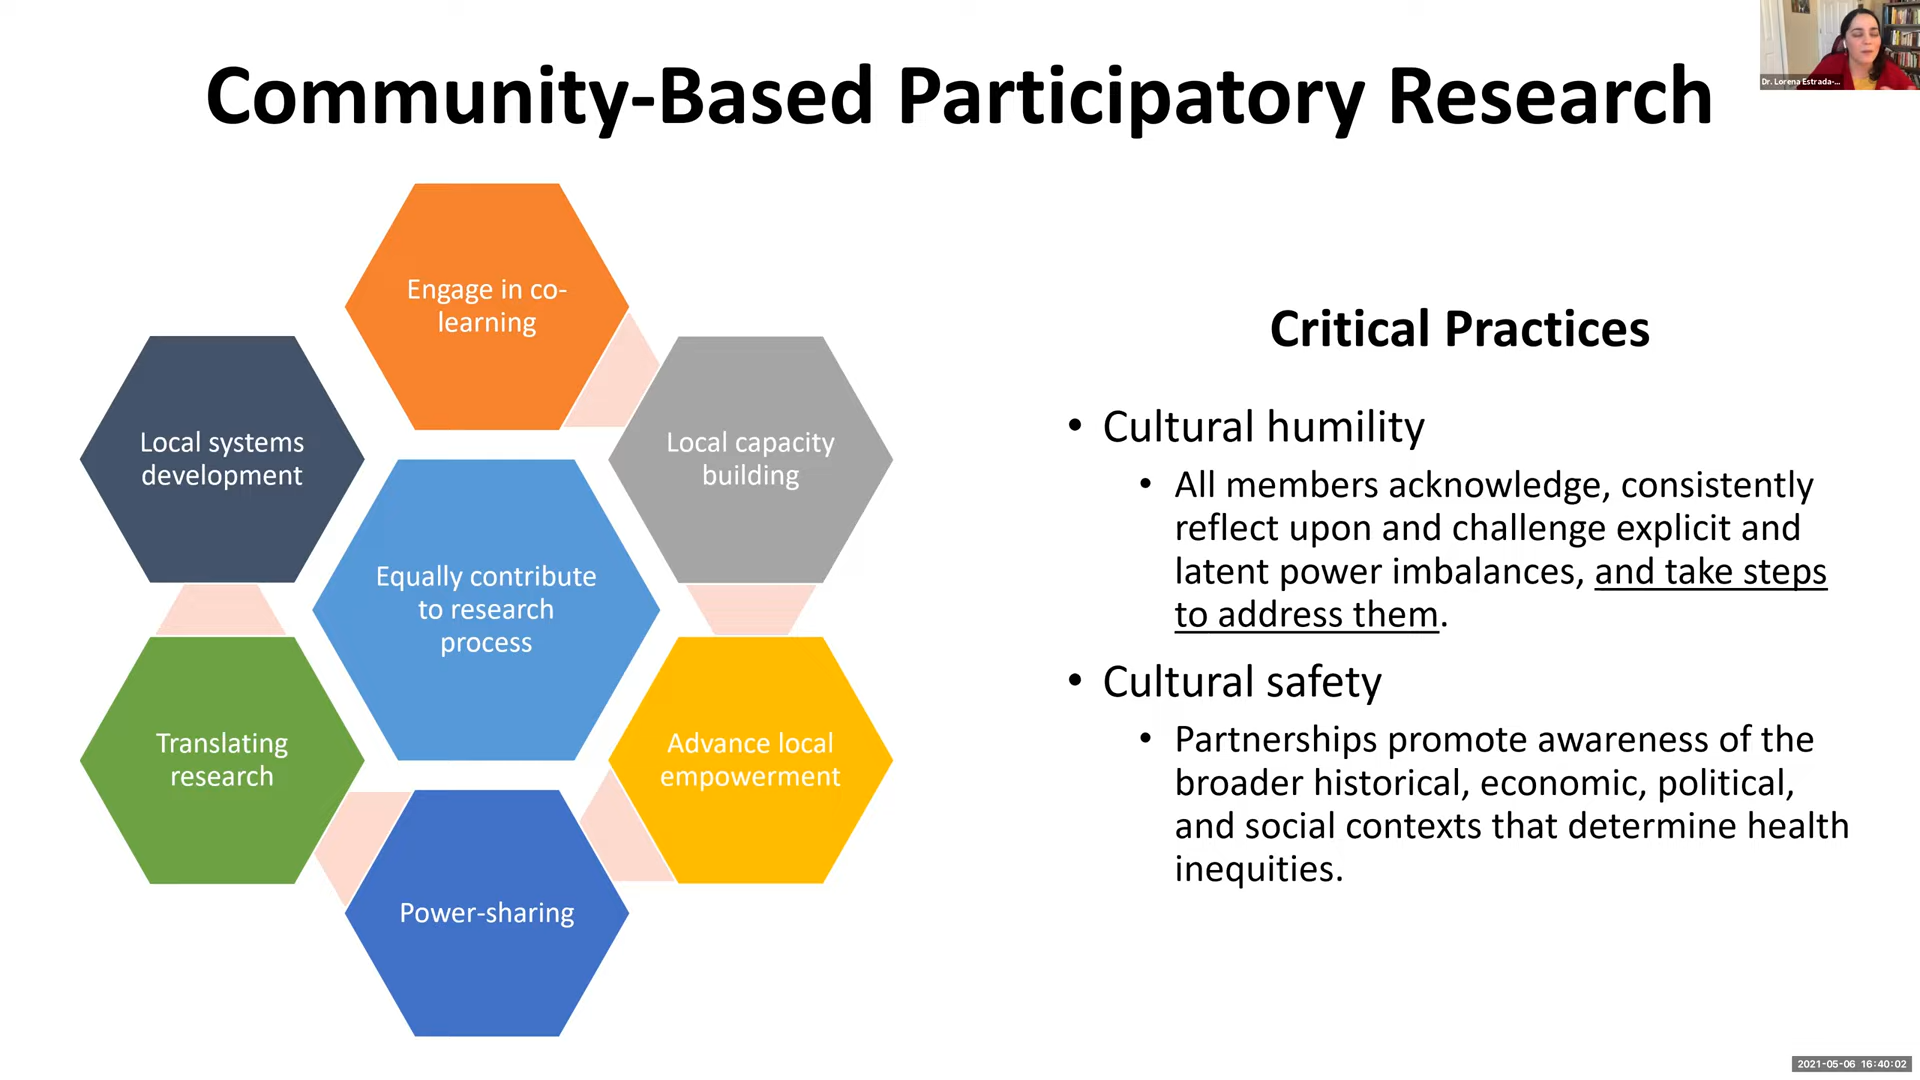 Community-Based Participatory Research
Dr. Lorena Estrada-...
Engage in co-
learning
Local systems
development
Local capacity
building
Equally contribute
to research
process
Translating
research
Advance local
empowerment
Power-sharing
Critical Practices
• Cultural humility
• All members acknowledge, consistently
reflect upon and challenge explicit and
latent power imbalances, and take steps
to address them.
• Cultural safety
• Partnerships promote awareness of the
broader historical, economic, political,
and social contexts that determine health
inequities.
2021-05-06 16:40:02